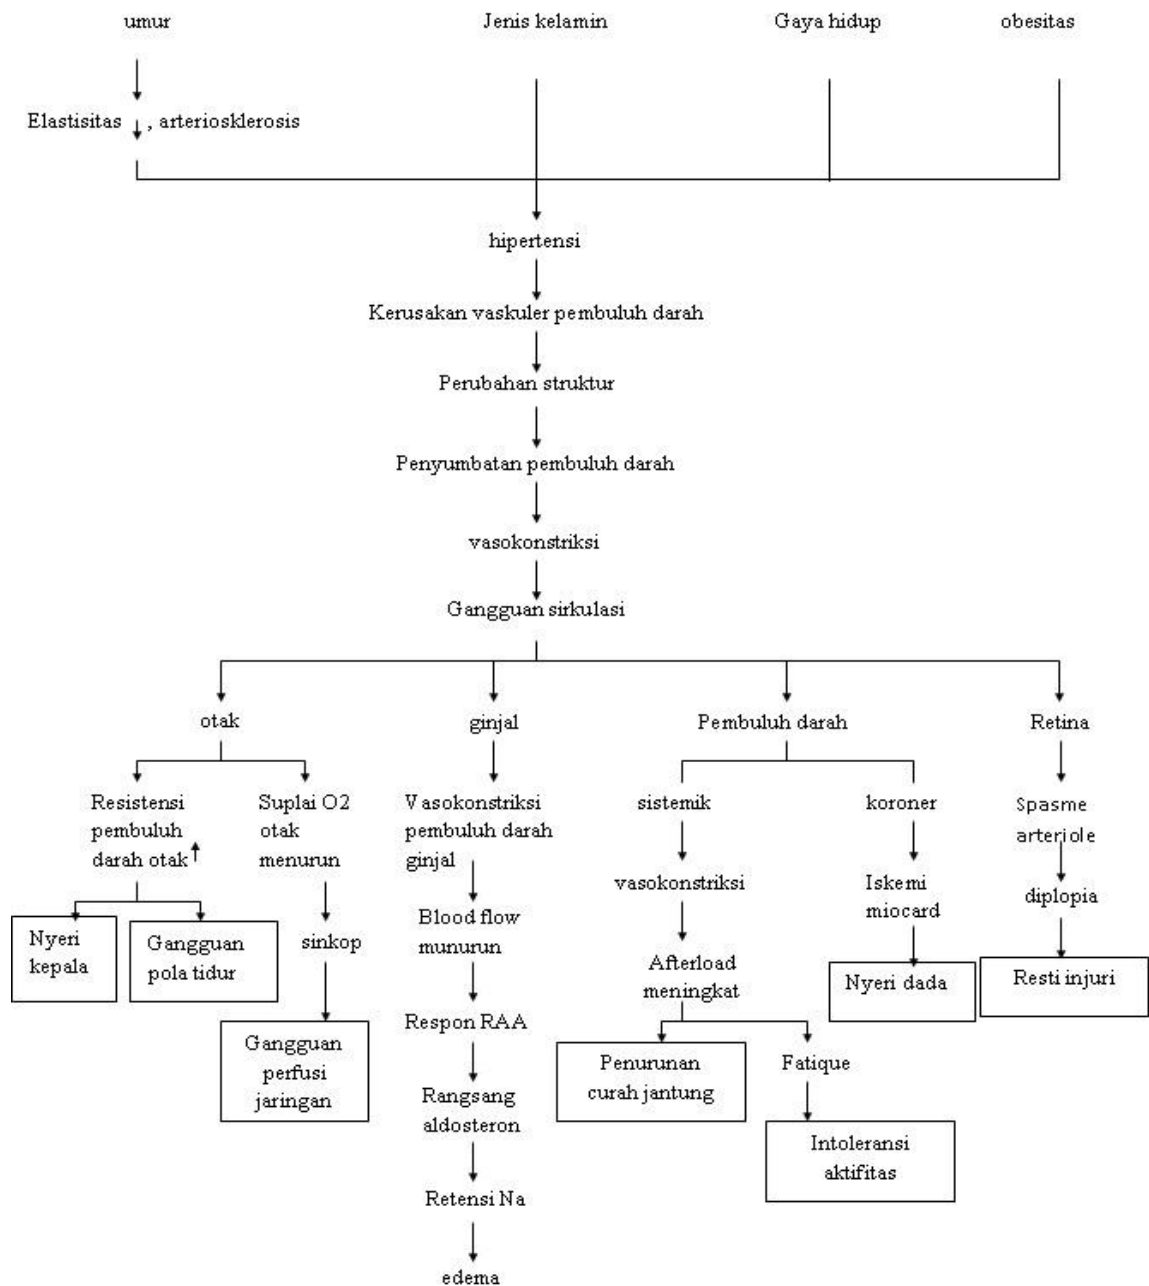 umur
Jenis kelamin
Gaya hidup
obesitas
Elastisitas ↓ , arteriosklerosis
hipertensi
Kerusakan vaskuler pembuluh darah
Perubahan struktur
Penyumbatan pembuluh darah
vasokonstriksi
Gangguan sirkulasi
otak
ginjal
Pembuluh darah
Retina
Resistensi
pembuluh
darah otak ↑
Suplai O2
otak
menurun
Vasokonstriksi
pembuluh darah
ginjal
sistemik
koroner
Spasme
arteriole
vasokonstriksi
Iskemi
miocard
diplopia
Nyeri
kepala
Gangguan
pola tidur
sinkop
Blood flow
munurun
Afterload
meningkat
Nyeri dada
Resti injuri
Gangguan
perfusi
jaringan
Respon RAA
Penurunan
curah jantung
Fatique
Rangsang
aldosteron
Intoleransi
aktifitas
Retensi Na
edema